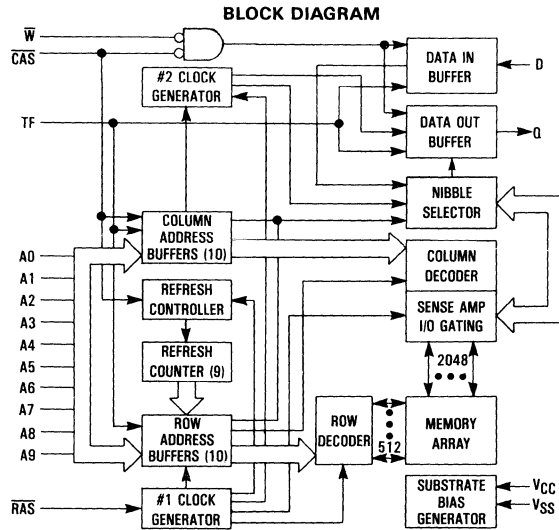 BLOCK DIAGRAM
W
CAS
TF
A0
A1
A2
A3
A4
A5
A6
A7
A8
A9
RAS
#2 CLOCK
GENERATOR
COLUMN
ADDRESS
BUFFERS (10)
REFRESH
CONTROLLER
REFRESH
COUNTER (9)
ROW
ADDRESS
BUFFERS (10)
#1 CLOCK
GENERATOR
ROW
DECODER
512
DATA IN
BUFFER
DATA OUT
BUFFER
NIBBLE
SELECTOR
COLUMN
DECODER
SENSE AMP
I/O GATING
2048
MEMORY
ARRAY
SUBSTRATE
BIAS
GENERATOR
D
Q
VCC
VSS